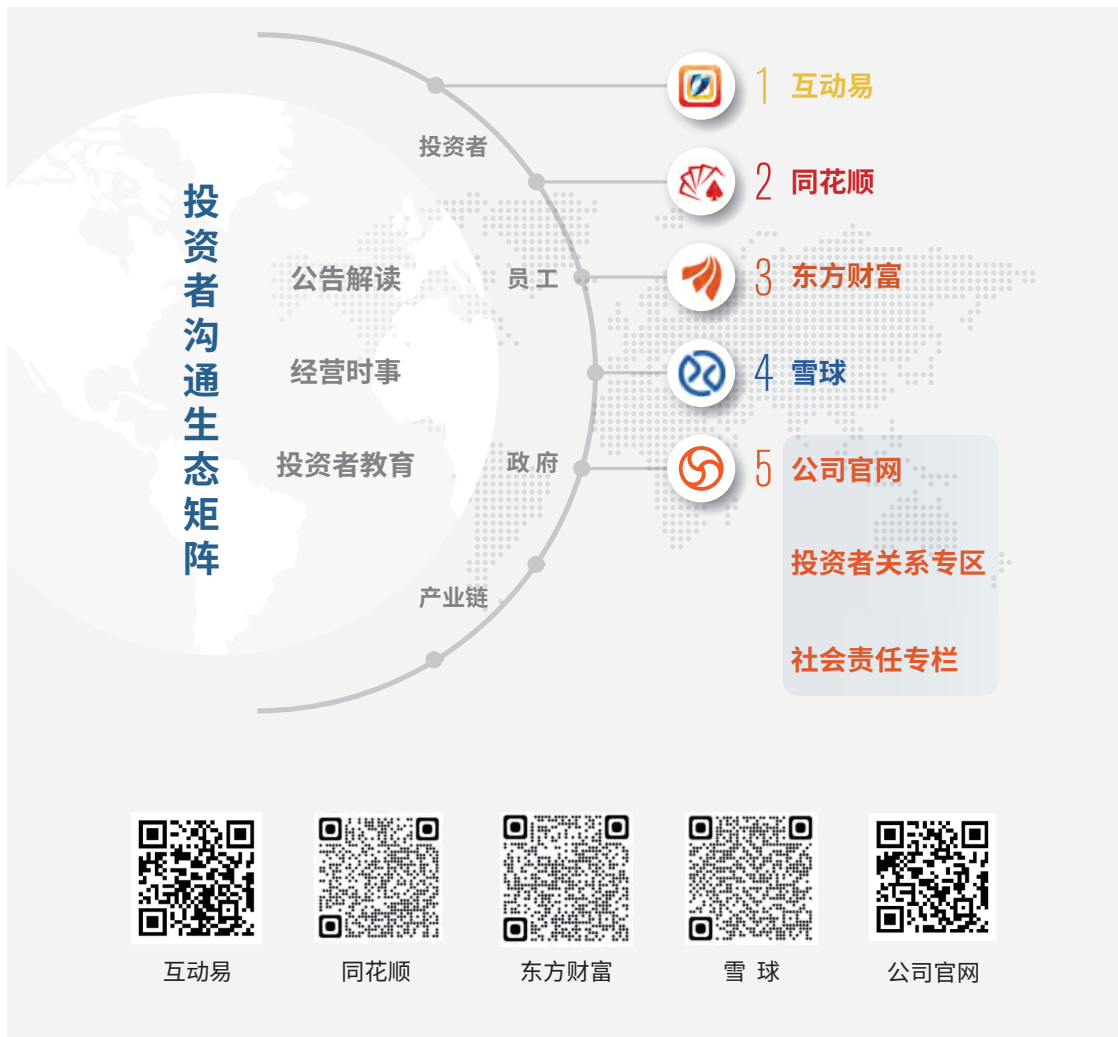 投资者沟通生态矩阵
公告解读
经营时事
投资者教育
投资者
员工
政府
产业链
1 互动易
2 同花顺
3 东方财富
4 雪球
5 公司官网
投资者关系专区
社会责任专栏
互动易
同花顺
东方财富
雪 球
公司官网